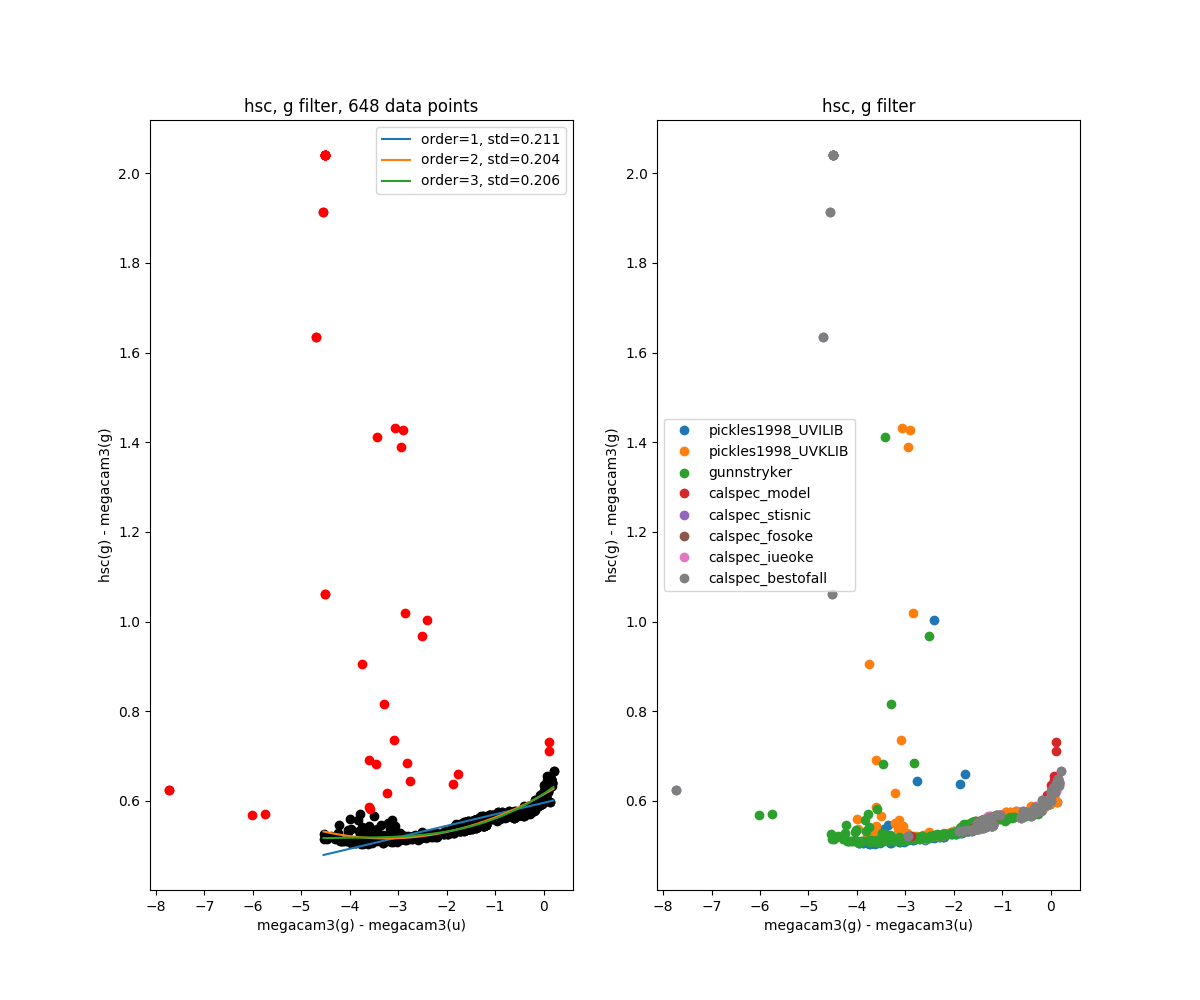 hsc, g filter, 648 data points
order=1, std=0.211
order=2, std=0.204
order=3, std=0.206
2.0
1.8
1.6
1.4
1.2
1.0
0.8
0.6
hsc(g) - megacam3(g)
−8 −7 −6 −5 −4 −3 −2 −1 0
megacam3(g) - megacam3(u)
hsc, g filter
2.0
1.8
1.6
1.4
1.2
1.0
0.8
0.6
hsc(g) - megacam3(g)
pickles1998_UVILIB
pickles1998_UVKLIB
gunnstryker
calspec_model
calspec_stisnic
calspec_fosoke
calspec_iueoke
calspec_bestofall
−8 −7 −6 −5 −4 −3 −2 −1 0
megacam3(g) - megacam3(u)